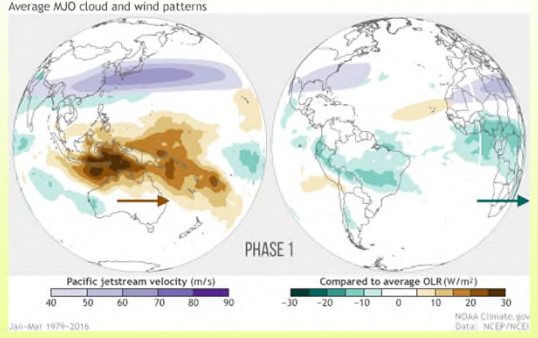 Average MJO cloud and wind patterns
PHASE 1
Pacific jetstream velocity (m/s)
40 50 60 70 80 90
Compared to average OLR (W/m²)
-30 -20 -10 0 10 20 30
Jan-Mar 1979-2016
NOAA Climate.gov
Data: NCEP/NCEI